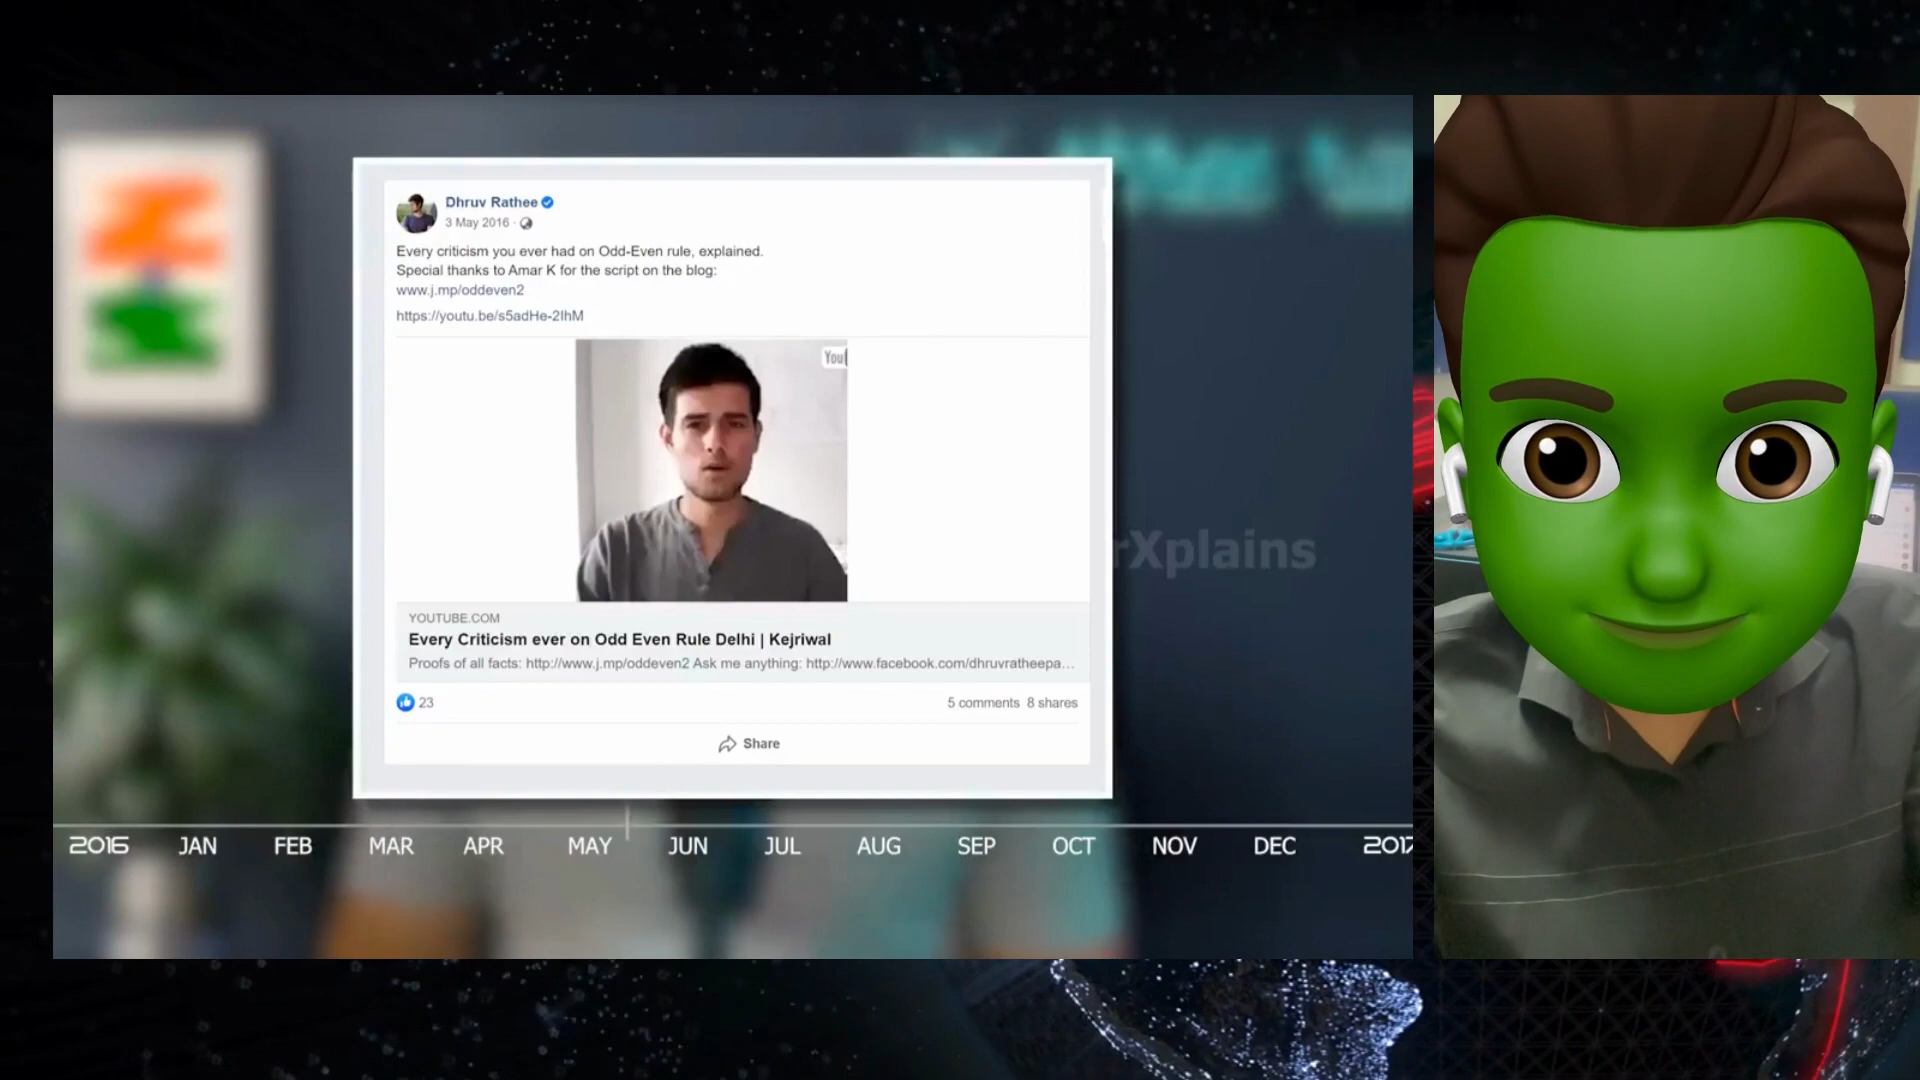 Dhruv Rathee
3 May 2016 ·
Every criticism you ever had on Odd-Even rule, explained.
Special thanks to Amar K for the script on the blog:
www.j.mp/oddeven2
https://youtu.be/s5adHe-2IhM
You
YOUTUBE.COM
Every Criticism ever on Odd Even Rule Delhi | Kejriwal
Proofs of all facts: http://www.j.mp/oddeven2 Ask me anything: http://www.facebook.com/dhruvratheepa...
23
5 comments 8 shares
Share
rXplains
2016 JAN FEB MAR APR MAY JUN JUL AUG SEP OCT NOV DEC 2017